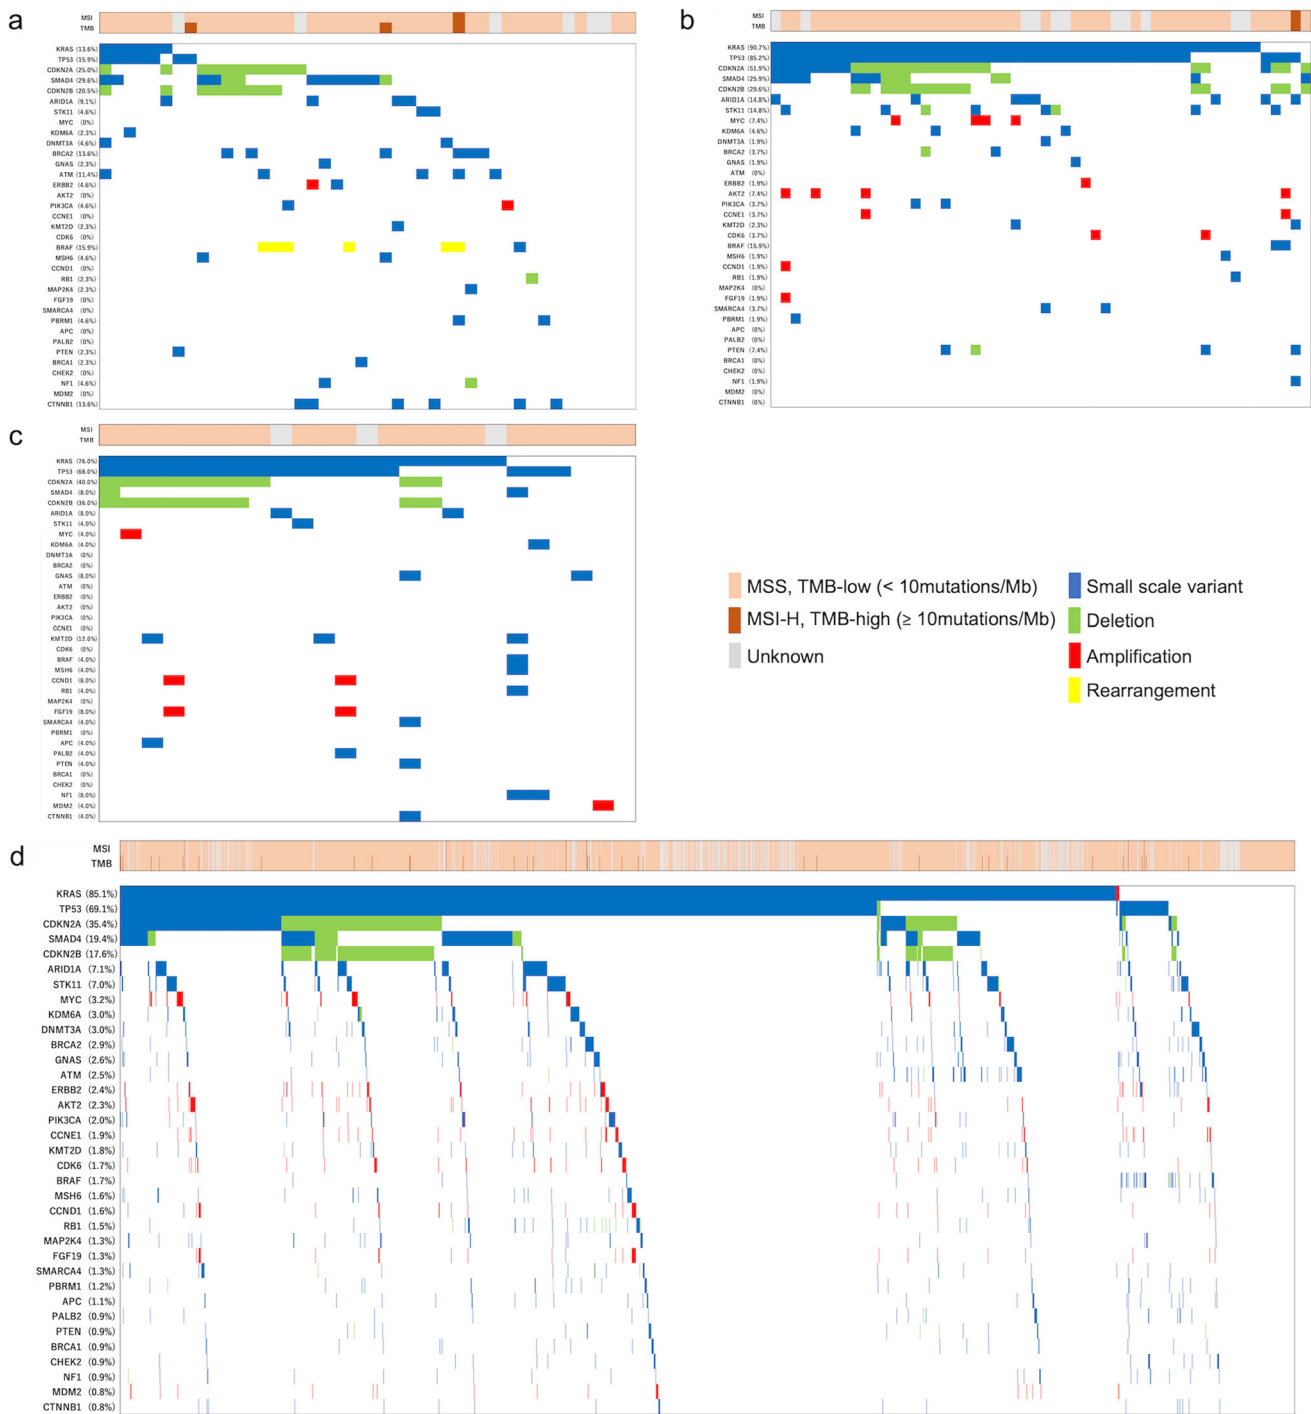 a
MSI
TMB
KRAS (13.6%)
TP53 (15.9%)
CDKN2A (25.0%)
SMAD4 (29.6%)
CDKN2B (20.5%)
ARID1A (9.1%)
STK11 (4.6%)
MYC (0%)
KDM6A (2.3%)
DNMT3A (4.6%)
BRCA2 (13.6%)
GNAS (2.3%)
ATM (11.4%)
ERBB2 (4.6%)
AKT2 (0%)
PIK3CA (4.6%)
CCNE1 (0%)
KMT2D (2.3%)
CDK6 (0%)
BRAF (15.9%)
MSH6 (4.6%)
CCND1 (0%)
RB1 (2.3%)
MAP2K4 (2.3%)
FGF19 (0%)
SMARCA4 (0%)
PBRM1 (4.6%)
APC (0%)
PALB2 (0%)
PTEN (2.3%)
BRCA1 (2.3%)
CHEK2 (0%)
NF1 (4.6%)
MDM2 (0%)
CTNNB1 (13.6%)
b
MSI
TMB
KRAS (90.7%)
TP53 (85.2%)
CDKN2A (51.9%)
SMAD4 (25.9%)
CDKN2B (29.6%)
ARID1A (14.8%)
STK11 (14.8%)
MYC (7.4%)
KDM6A (4.6%)
DNMT3A (1.9%)
BRCA2 (3.7%)
GNAS (1.9%)
ATM (0%)
ERBB2 (1.9%)
AKT2 (7.4%)
PIK3CA (3.7%)
CCNE1 (3.7%)
KMT2D (2.3%)
CDK6 (3.7%)
BRAF (15.9%)
MSH6 (1.9%)
CCND1 (1.9%)
RB1 (1.9%)
MAP2K4 (0%)
FGF19 (1.9%)
SMARCA4 (3.7%)
PBRM1 (1.9%)
APC (0%)
PALB2 (0%)
PTEN (7.4%)
BRCA1 (0%)
CHEK2 (0%)
NF1 (1.9%)
MDM2 (0%)
CTNNB1 (0%)
c
MSI
TMB
KRAS (76.0%)
TP53 (68.0%)
CDKN2A (40.0%)
SMAD4 (8.0%)
CDKN2B (36.0%)
ARID1A (8.0%)
STK11 (4.0%)
MYC (4.0%)
KDM6A (4.0%)
DNMT3A (0%)
BRCA2 (0%)
GNAS (8.0%)
ATM (0%)
ERBB2 (0%)
AKT2 (0%)
PIK3CA (0%)
CCNE1 (0%)
KMT2D (12.0%)
CDK6 (0%)
BRAF (4.0%)
MSH6 (4.0%)
CCND1 (8.0%)
RB1 (4.0%)
MAP2K4 (0%)
FGF19 (8.0%)
SMARCA4 (4.0%)
PBRM1 (0%)
APC (4.0%)
PALB2 (4.0%)
PTEN (4.0%)
BRCA1 (0%)
CHEK2 (0%)
NF1 (8.0%)
MDM2 (4.0%)
CTNNB1 (4.0%)
MSS, TMB-low (< 10mutations/Mb)
MSI-H, TMB-high (≥ 10mutations/Mb)
Unknown
Small scale variant
Deletion
Amplification
Rearrangement
d
MSI
TMB
KRAS (85.1%)
TP53 (69.1%)
CDKN2A (35.4%)
SMAD4 (19.4%)
CDKN2B (17.6%)
ARID1A (7.1%)
STK11 (7.0%)
MYC (3.2%)
KDM6A (3.0%)
DNMT3A (3.0%)
BRCA2 (2.9%)
GNAS (2.6%)
ATM (2.5%)
ERBB2 (2.4%)
AKT2 (2.3%)
PIK3CA (2.0%)
CCNE1 (1.9%)
KMT2D (1.8%)
CDK6 (1.7%)
BRAF (1.7%)
MSH6 (1.6%)
CCND1 (1.6%)
RB1 (1.5%)
MAP2K4 (1.3%)
FGF19 (1.3%)
SMARCA4 (1.3%)
PBRM1 (1.2%)
APC (1.1%)
PALB2 (0.9%)
PTEN (0.9%)
BRCA1 (0.9%)
CHEK2 (0.9%)
NF1 (0.9%)
MDM2 (0.8%)
CTNNB1 (0.8%)